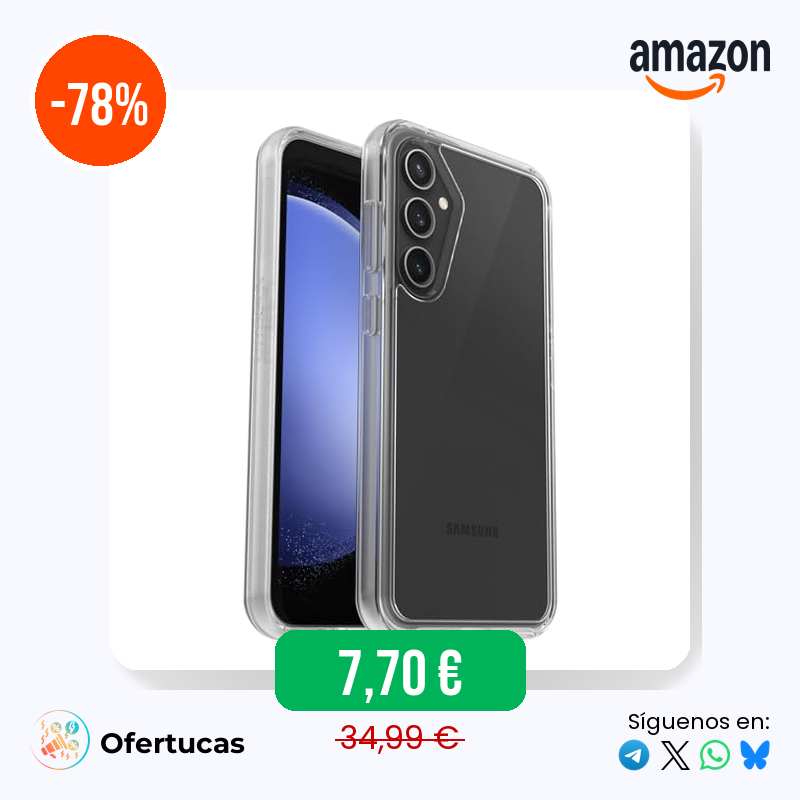 -78%
amazon
SAMSUNG
7,70 €
34,99 €
Ofertucas
Síguenos en: